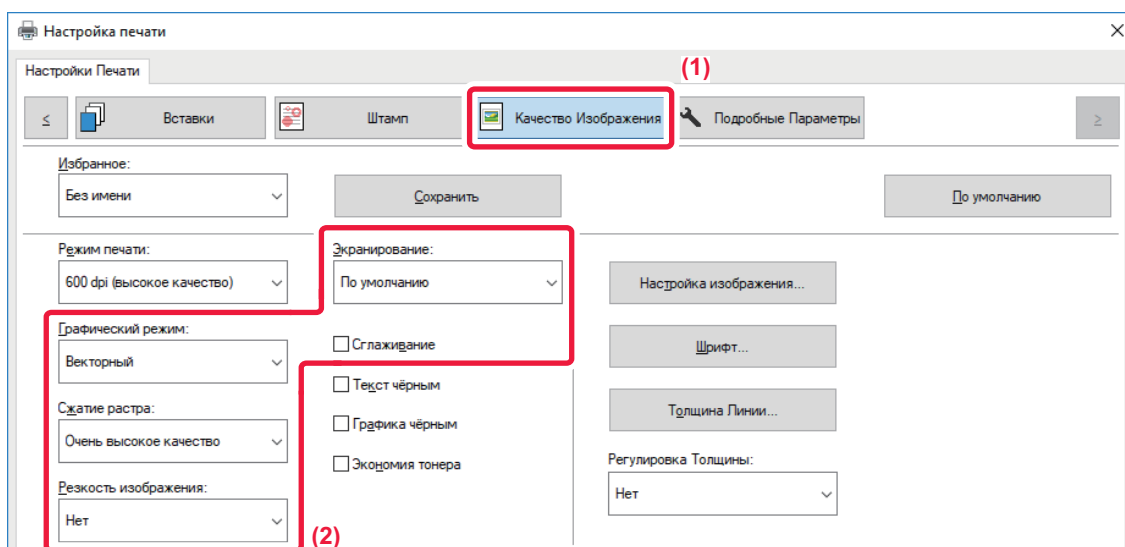 Настройка печати
Настройки Печати
(1)
<
Вставки
Штамп
Качество Изображения
Подробные Параметры
>
Избранное:
Без имени
Сохранить
По умолчанию
Режим печати:
600 dpi (высокое качество)
Экранирование:
По умолчанию
Настройка изображения...
Графический режим:
Векторный
Сглаживание
Шрифт...
Текст чёрным
Сжатие растра:
Очень высокое качество
Графика чёрным
Толщина Линии...
Экономия тонера
Регулировка Толщины:
Нет
Резкость изображения:
Нет
(2)